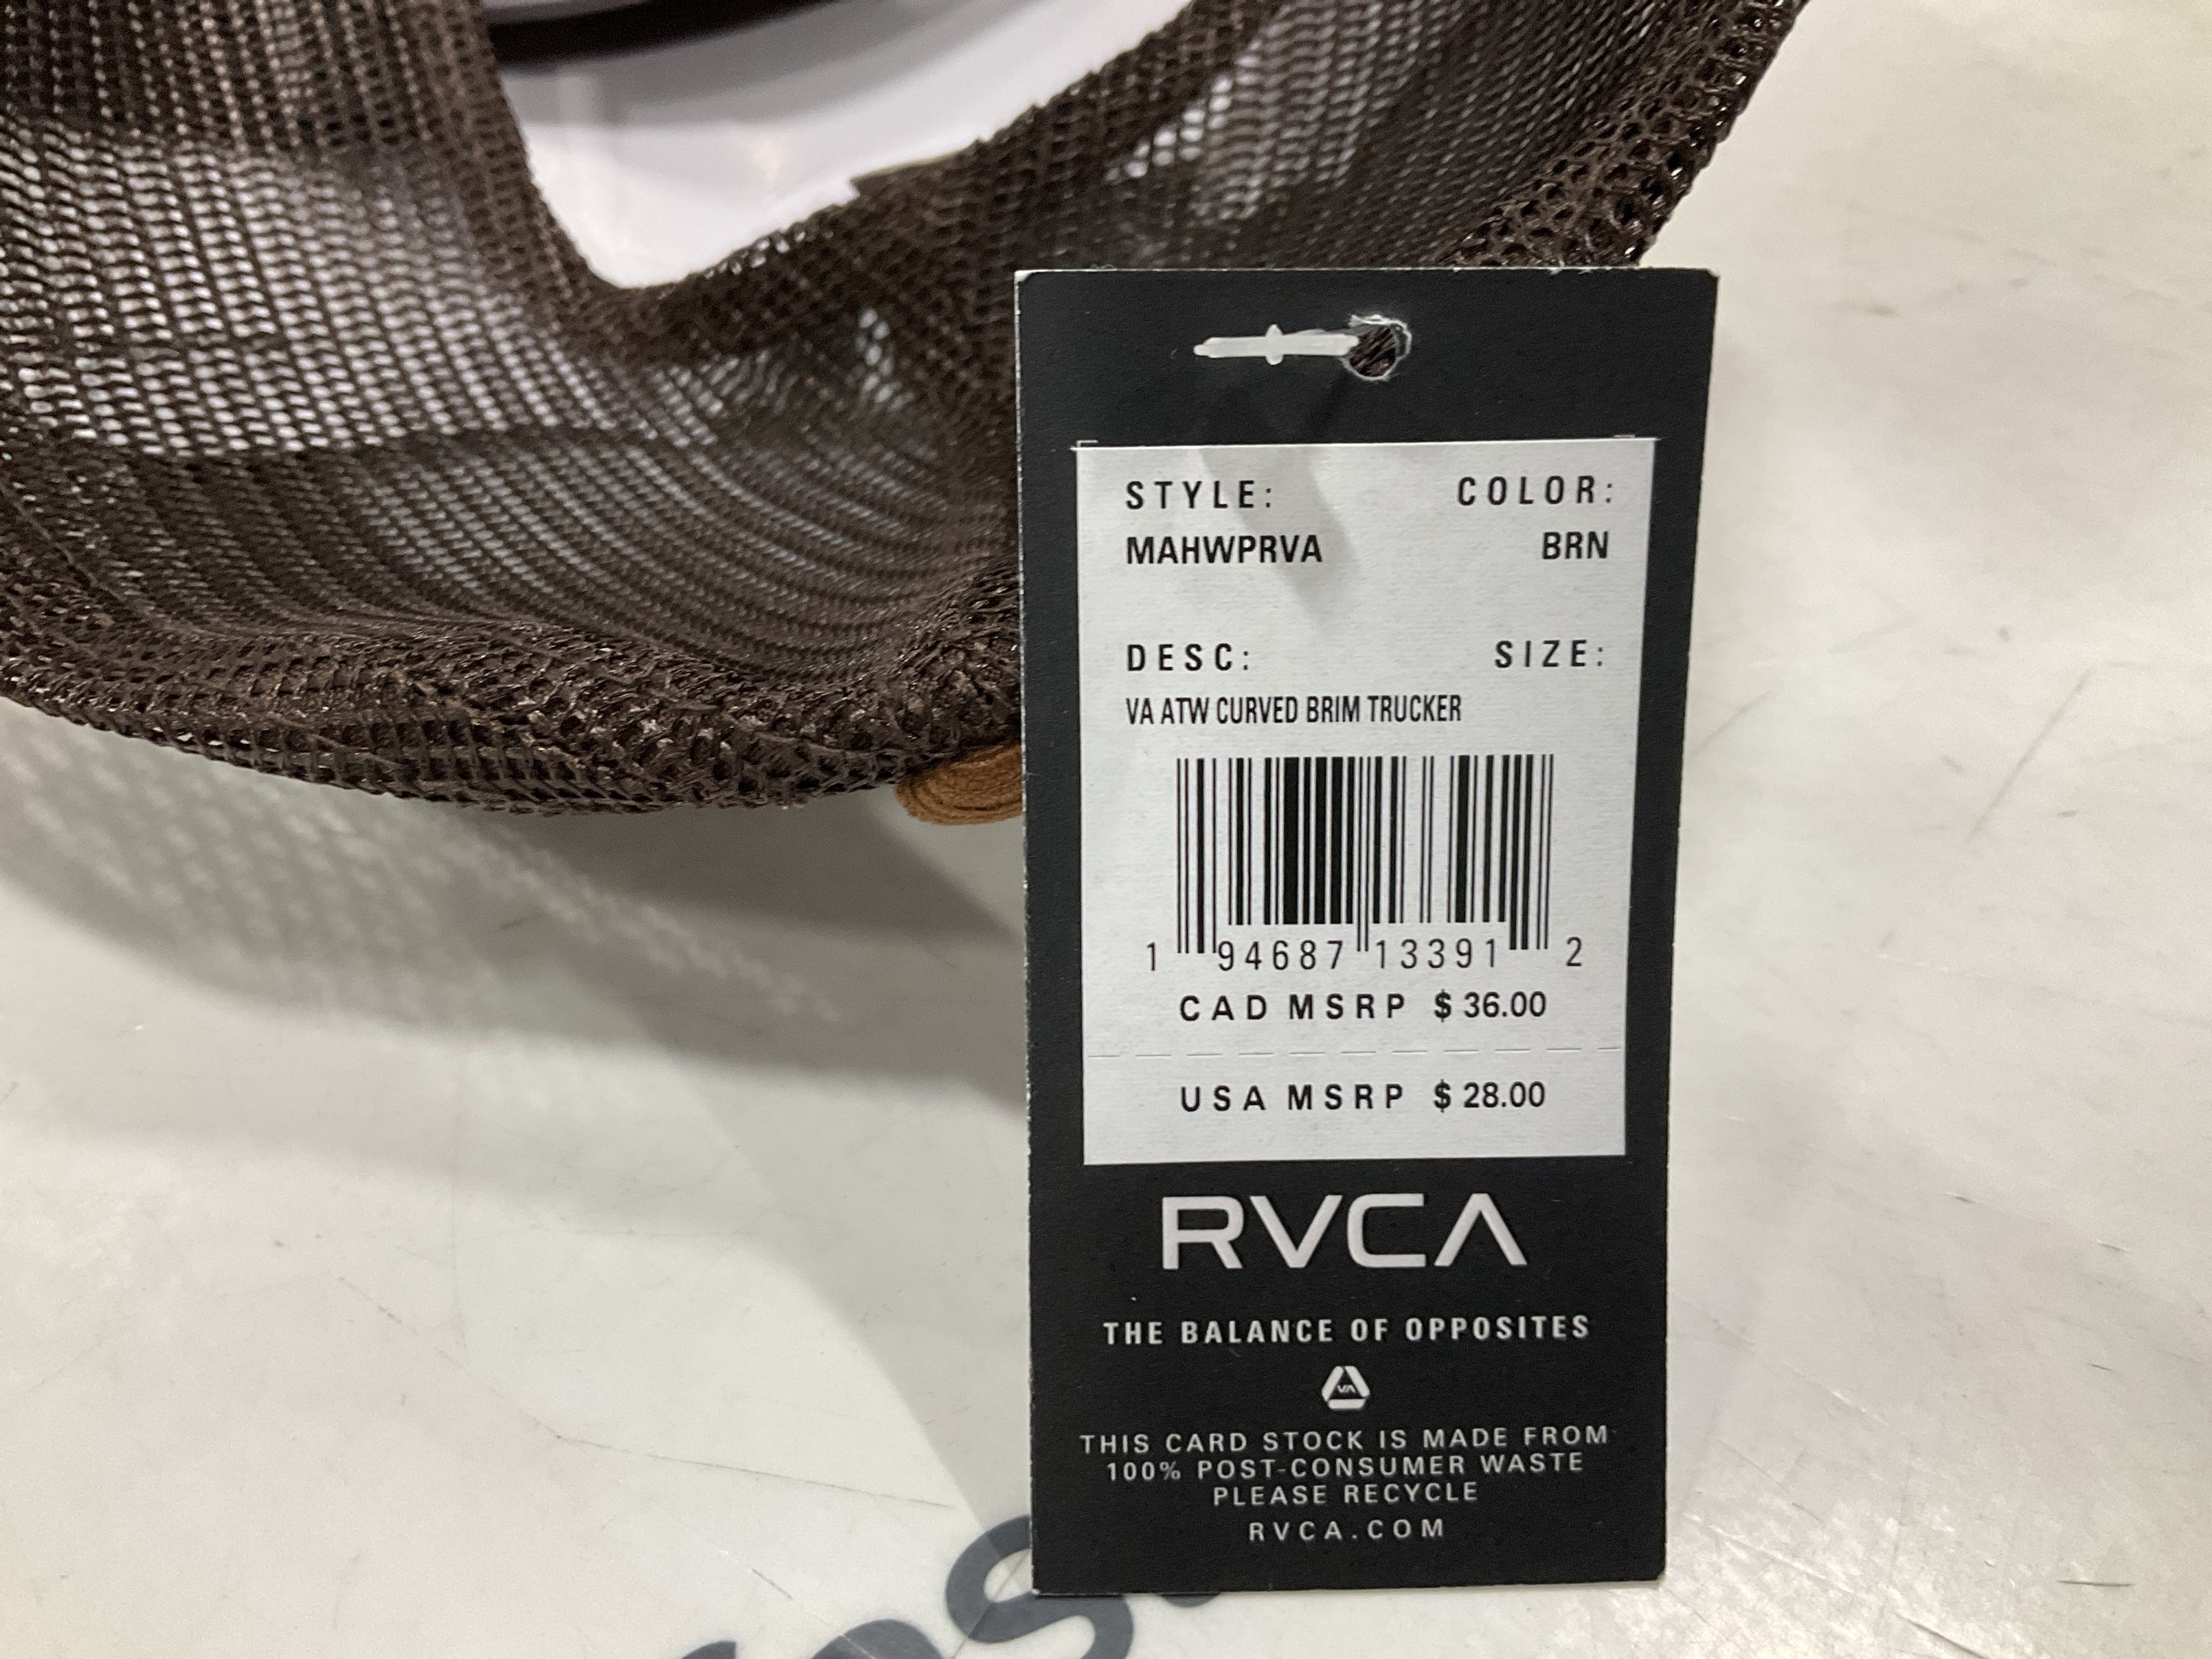 STYLE: COLOR:
MAHWPRVA BRN
DESC: SIZE:
VA ATW CURVED BRIM TRUCKER
1 94687 13391 2
CAD MSRP $ 36.00
USA MSRP $ 28.00
RVCA
THE BALANCE OF OPPOSITES
VA
THIS CARD STOCK IS MADE FROM
100% POST-CONSUMER WASTE
PLEASE RECYCLE
RVCA.COM